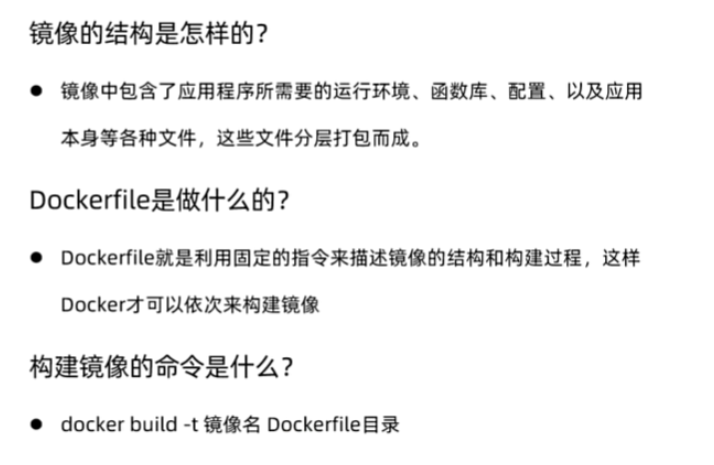 镜像的结构是怎样的？
● 镜像中包含了应用程序所需要的运行环境、函数库、配置、以及应用
本身等各种文件，这些文件分层打包而成。
Dockerfile是做什么的？
● Dockerfile就是利用固定的指令来描述镜像的结构和构建过程，这样
Docker才可以依次来构建镜像
构建镜像的命令是什么？
● docker build -t 镜像名 Dockerfile目录